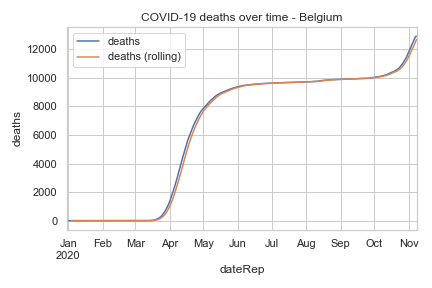 COVID-19 deaths over time - Belgium
deaths
deaths (rolling)
deaths
12000
10000
8000
6000
4000
2000
0
Jan Feb Mar Apr May Jun Jul Aug Sep Oct Nov
2020
dateRep